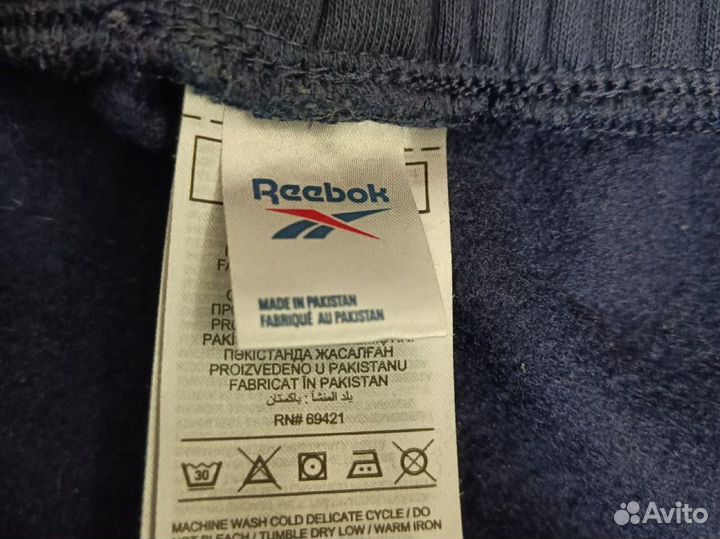 Reebok
MADE IN PAKISTAN
FABRIQUÉ AU PAKISTAN
ПӘКІСТАНДА ЖАСАЛҒАН
PROIZVEDENO U PAKISTANU
FABRICAT ÎN PAKISTAN
بلد المنشأ: باكستان
RN# 69421
30
MACHINE WASH COLD DELICATE CYCLE / DO
NOT BLEACH / TUMBLE DRY LOW / WARM IRON
Avito